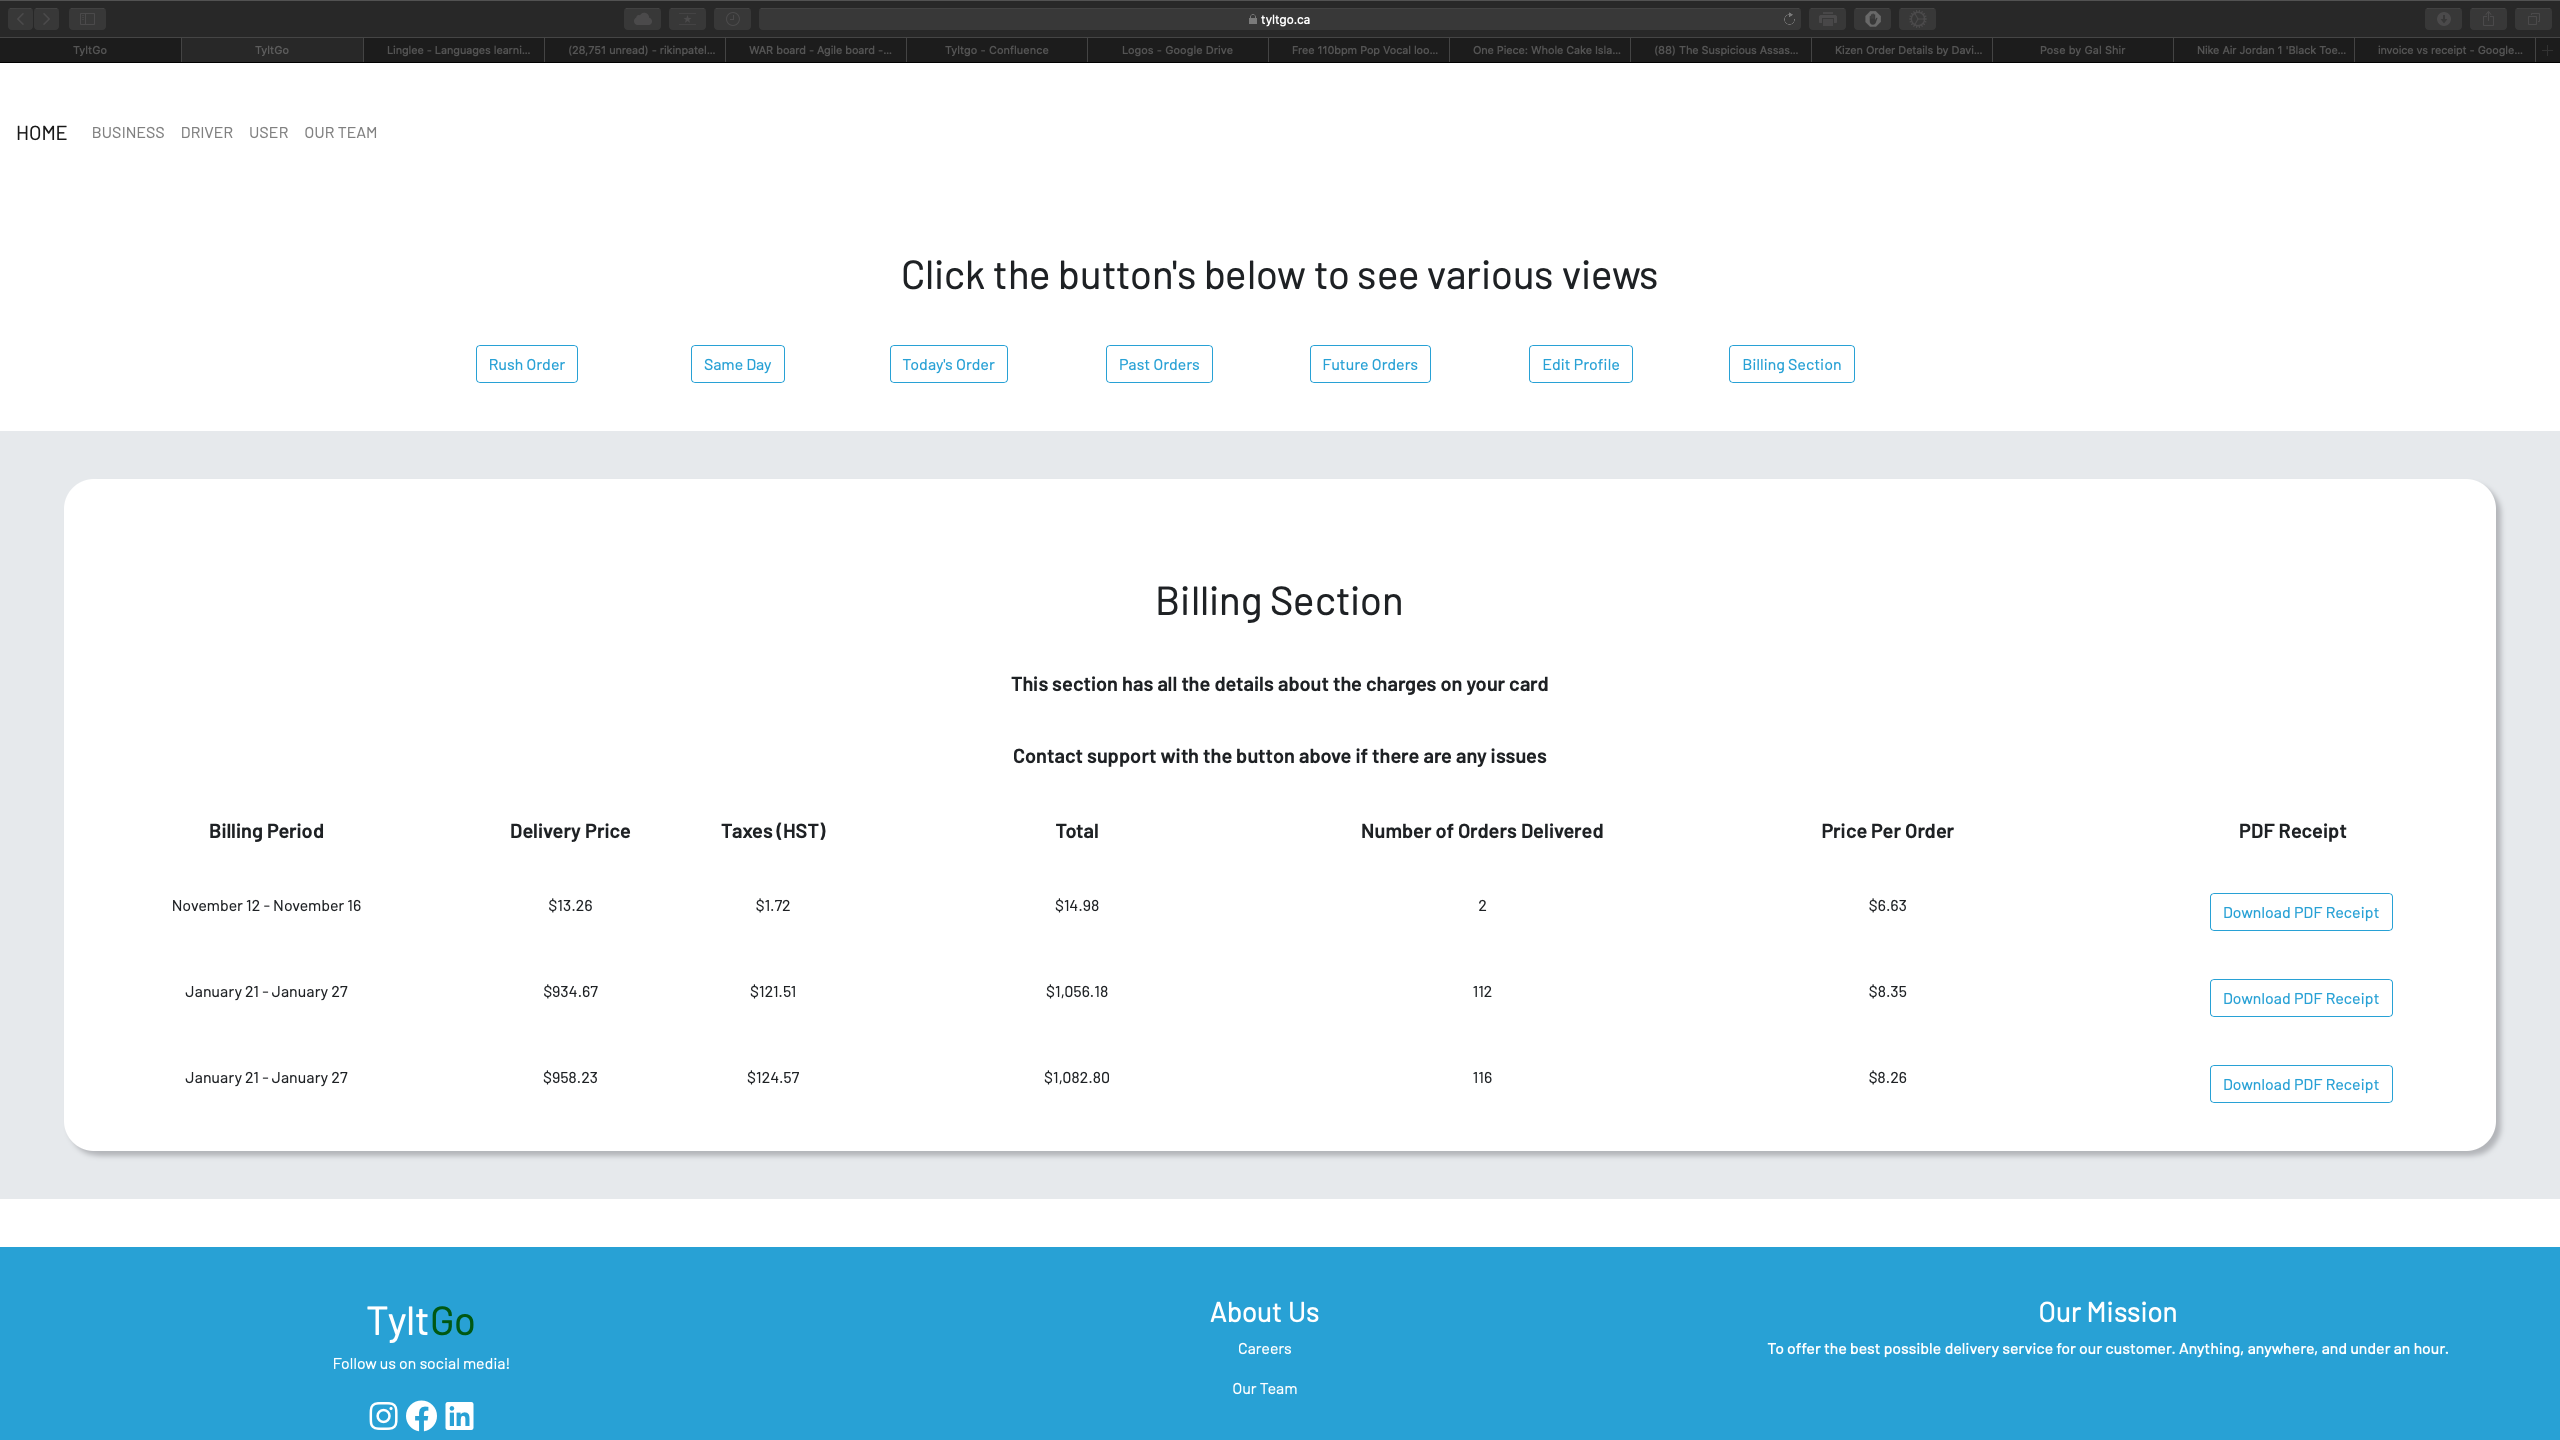 tyltgo.ca
TyltGo
TyltGo
Linglee - Languages learni...
(28,751 unread) - rikinpatel...
WAR board - Agile board -...
Tyltgo - Confluence
Logos - Google Drive
Free 110bpm Pop Vocal loo...
One Piece: Whole Cake Isla...
(88) The Suspicious Assas...
Kizen Order Details by Davi...
Pose by Gal Shir
Nike Air Jordan 1 'Black Toe...
invoice vs receipt - Google...
HOME BUSINESS DRIVER USER OUR TEAM
Click the button's below to see various views
Rush Order Same Day Today's Order Past Orders Future Orders Edit Profile Billing Section
Billing Section
This section has all the details about the charges on your card
Contact support with the button above if there are any issues
Billing Period Delivery Price Taxes (HST) Total Number of Orders Delivered Price Per Order PDF Receipt
November 12 - November 16 $13.26 $1.72 $14.98 2 $6.63 Download PDF Receipt
January 21 - January 27 $934.67 $121.51 $1,056.18 112 $8.35 Download PDF Receipt
January 21 - January 27 $958.23 $124.57 $1,082.80 116 $8.26 Download PDF Receipt
TyltGo
Follow us on social media!
About Us
Careers
Our Team
Our Mission
To offer the best possible delivery service for our customer. Anything, anywhere, and under an hour.